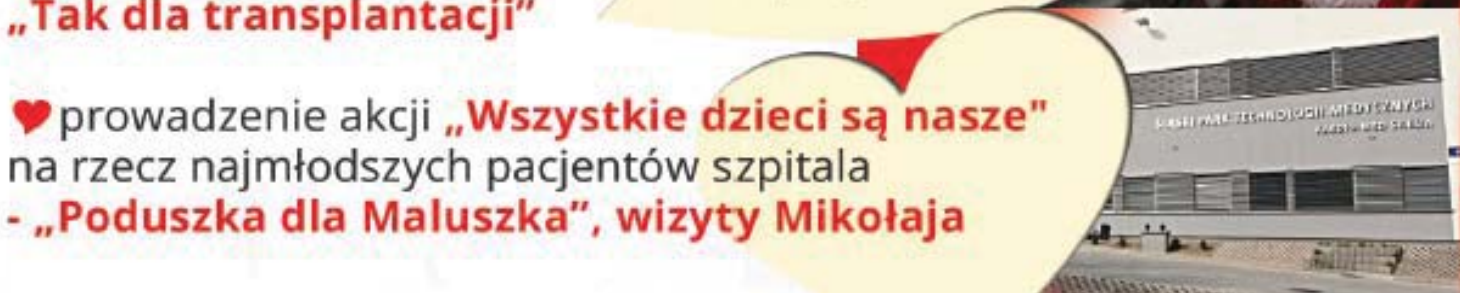 „Tak dla transplantacji”
prowadzenie akcji „Wszystkie dzieci są nasze"
na rzecz najmłodszych pacjentów szpitala
- „Poduszka dla Maluszka”, wizyty Mikołaja
ŚLĄSKI PARK TECHNOLOGII MEDYCZNYCH